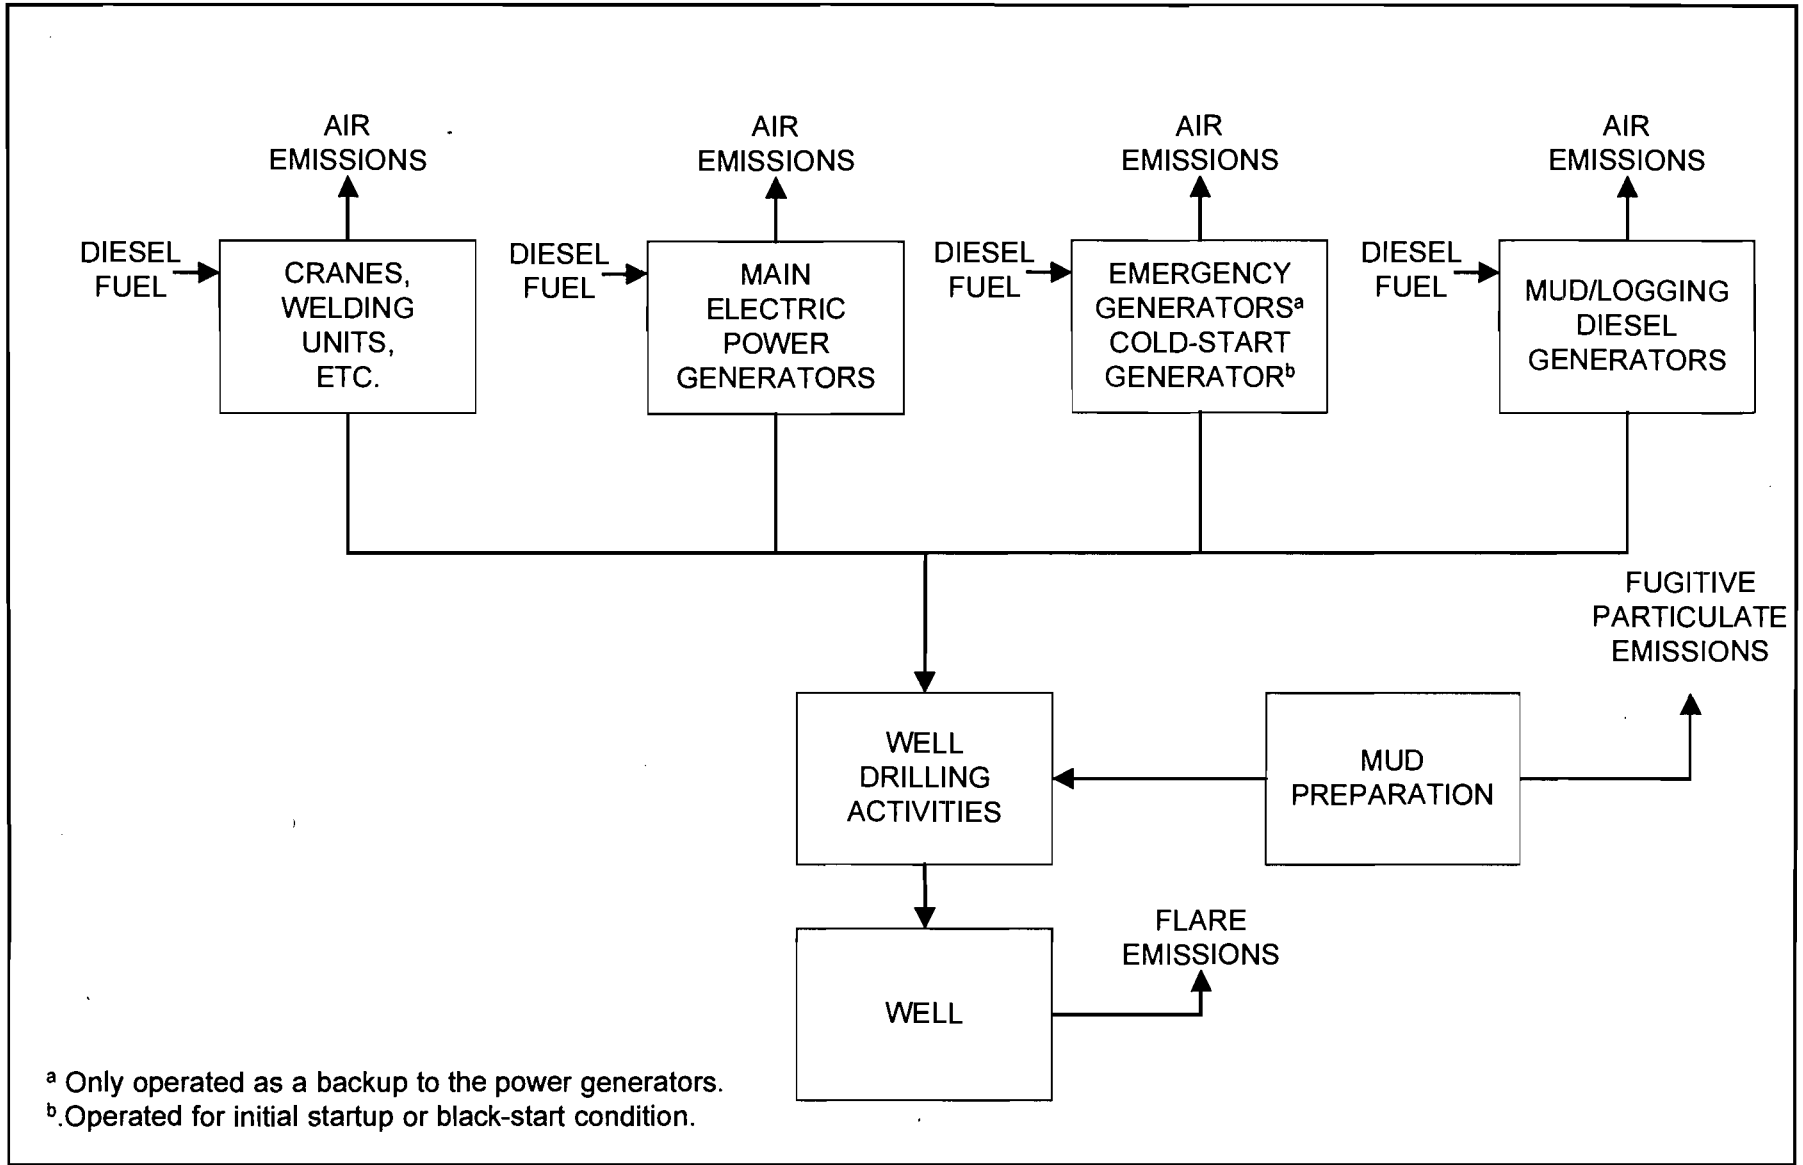 AIR
EMISSIONS
AIR
EMISSIONS
AIR
EMISSIONS
AIR
EMISSIONS
DIESEL
FUEL
CRANES,
WELDING
UNITS,
ETC.
DIESEL
FUEL
MAIN
ELECTRIC
POWER
GENERATORS
DIESEL
FUEL
EMERGENCY
GENERATORSᵃ
COLD-START
GENERATORᵇ
DIESEL
FUEL
MUD/LOGGING
DIESEL
GENERATORS
FUGITIVE
PARTICULATE
EMISSIONS
WELL
DRILLING
ACTIVITIES
MUD
PREPARATION
FLARE
EMISSIONS
WELL
ᵃ Only operated as a backup to the power generators.
ᵇ.Operated for initial startup or black-start condition.